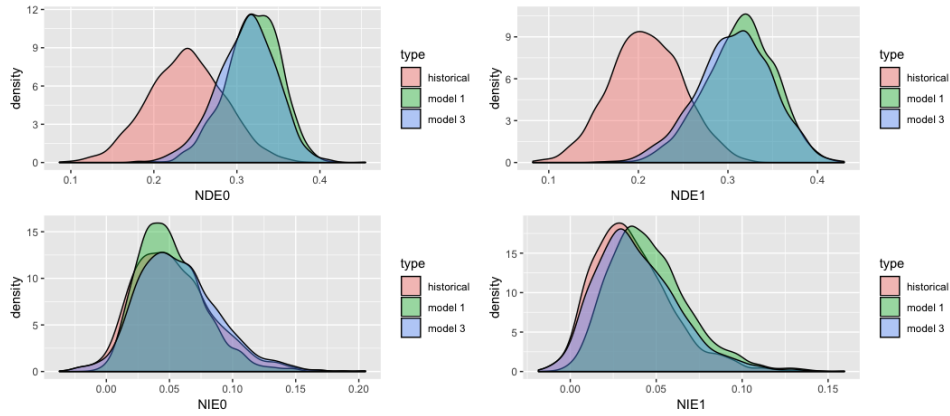 12
9
6
3
0
density
0.1 0.2 0.3 0.4
NDE0
type
historical
model 1
model 3
9
6
3
0
density
0.1 0.2 0.3 0.4
NDE1
type
historical
model 1
model 3
15
10
5
0
density
0.00 0.05 0.10 0.15 0.20
NIE0
type
historical
model 1
model 3
15
10
5
0
density
0.00 0.05 0.10 0.15
NIE1
type
historical
model 1
model 3